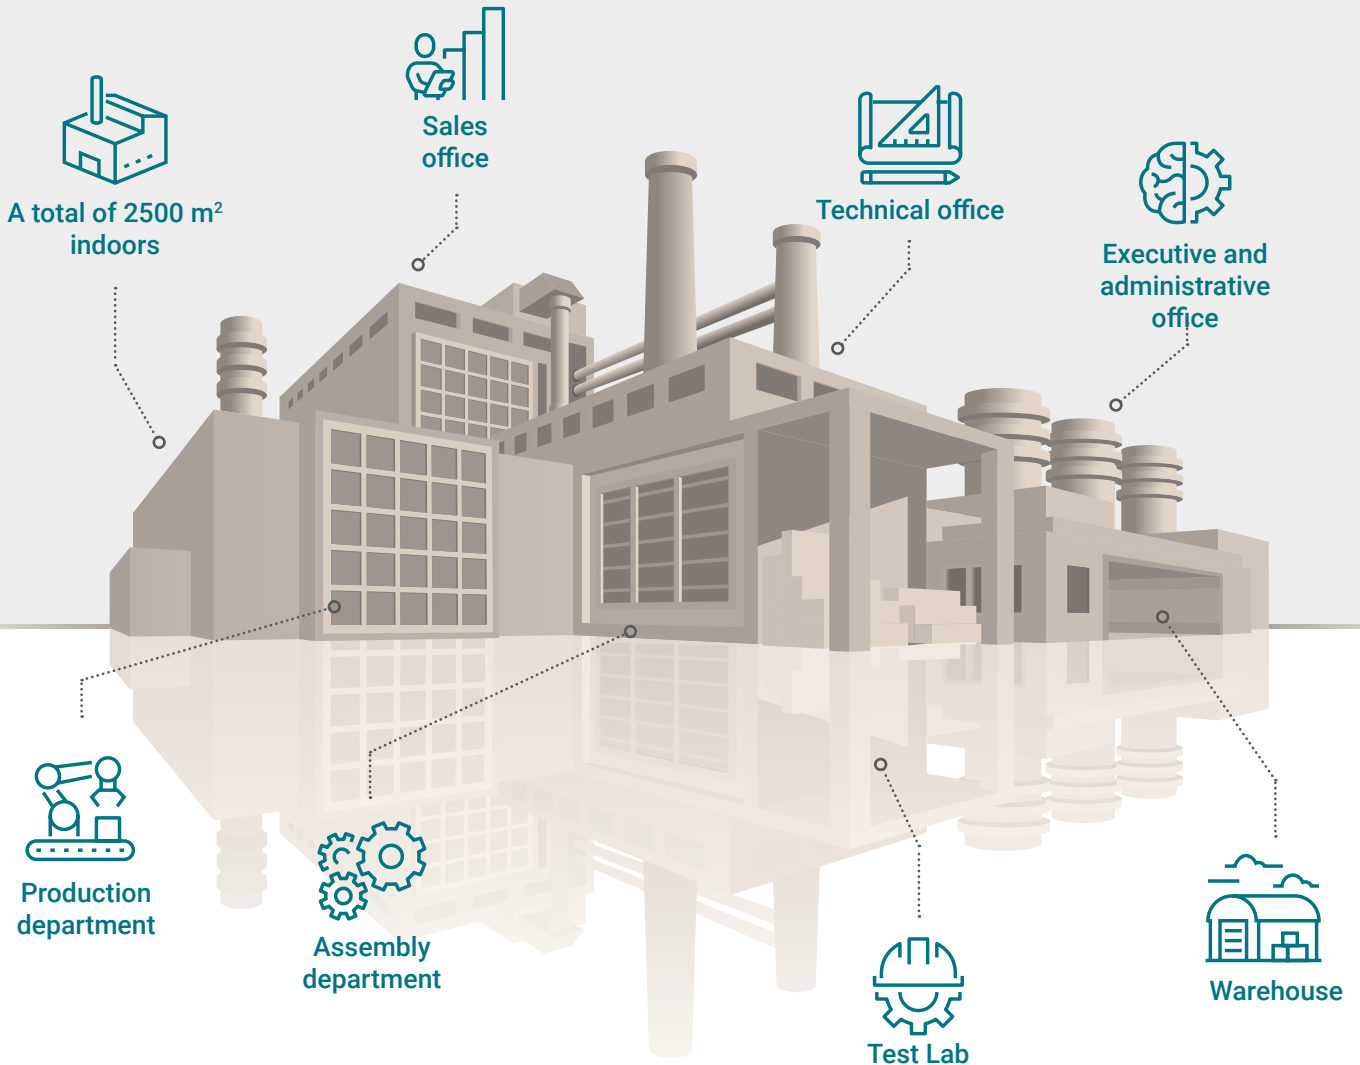 Sales
office
A total of 2500 m²
indoors
Technical office
Executive and
administrative
office
Production
department
Assembly
department
Test Lab
Warehouse